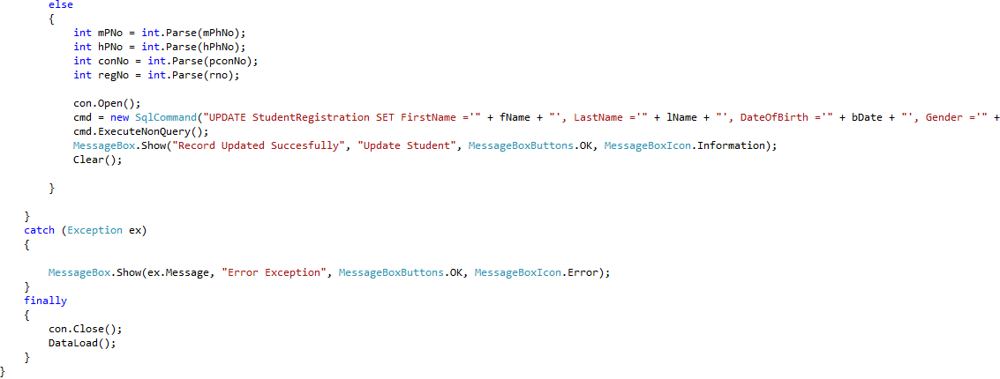 else
{
int mPNo = int.Parse(mPhNo);
int hPNo = int.Parse(hPhNo);
int conNo = int.Parse(pconNo);
int regNo = int.Parse(rno);
con.Open();
cmd = new SqlCommand("UPDATE StudentRegistration SET FirstName ='" + fName + "', LastName ='" + lName + "', DateOfBirth ='" + bDate + "', Gender ='" +
cmd.ExecuteNonQuery();
MessageBox.Show("Record Updated Succesfully", "Update Student", MessageBoxButtons.OK, MessageBoxIcon.Information);
Clear();
}
}
catch (Exception ex)
{
MessageBox.Show(ex.Message, "Error Exception", MessageBoxButtons.OK, MessageBoxIcon.Error);
}
finally
{
con.Close();
DataLoad();
}
}